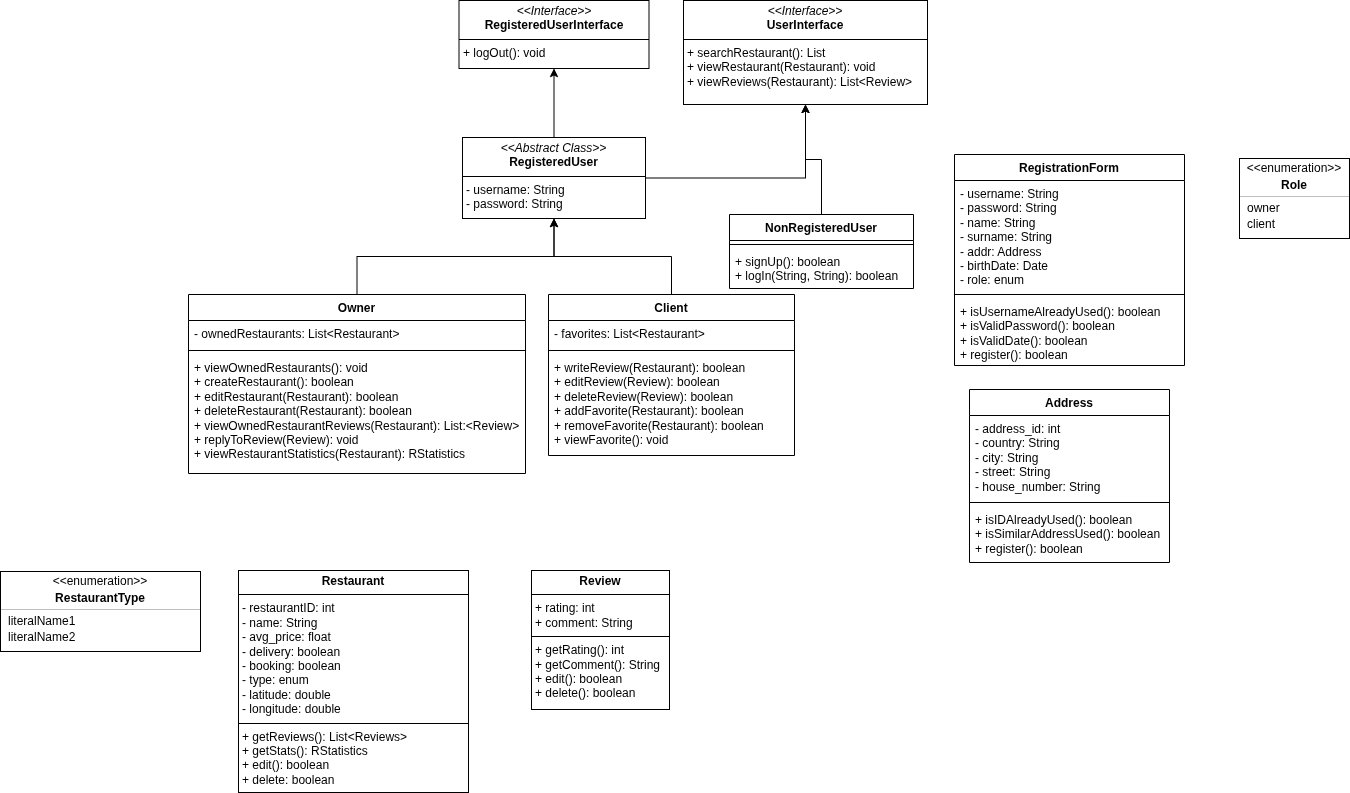 <<Interface>>
RegisteredUserInterface
+ logOut(): void
<<Interface>>
UserInterface
+ searchRestaurant(): List
+ viewRestaurant(Restaurant): void
+ viewReviews(Restaurant): List<Review>
<<Abstract Class>>
RegisteredUser
- username: String
- password: String
NonRegisteredUser
+ signUp(): boolean
+ logIn(String, String): boolean
RegistrationForm
- username: String
- password: String
- name: String
- surname: String
- addr: Address
- birthDate: Date
- role: enum
+ isUsernameAlreadyUsed(): boolean
+ isValidPassword(): boolean
+ isValidDate(): boolean
+ register(): boolean
<<enumeration>>
Role
owner
client
Owner
- ownedRestaurants: List<Restaurant>
+ viewOwnedRestaurants(): void
+ createRestaurant(): boolean
+ editRestaurant(Restaurant): boolean
+ deleteRestaurant(Restaurant): boolean
+ viewOwnedRestaurantReviews(Restaurant): List:<Review>
+ replyToReview(Review): void
+ viewRestaurantStatistics(Restaurant): RStatistics
Client
- favorites: List<Restaurant>
+ writeReview(Restaurant): boolean
+ editReview(Review): boolean
+ deleteReview(Review): boolean
+ addFavorite(Restaurant): boolean
+ removeFavorite(Restaurant): boolean
+ viewFavorite(): void
Address
- address_id: int
- country: String
- city: String
- street: String
- house_number: String
+ isIDAlreadyUsed(): boolean
+ isSimilarAddressUsed(): boolean
+ register(): boolean
<<enumeration>>
RestaurantType
literalName1
literalName2
Restaurant
- restaurantID: int
- name: String
- avg_price: float
- delivery: boolean
- booking: boolean
- type: enum
- latitude: double
- longitude: double
+ getReviews(): List<Reviews>
+ getStats(): RStatistics
+ edit(): boolean
+ delete: boolean
Review
+ rating: int
+ comment: String
+ getRating(): int
+ getComment(): String
+ edit(): boolean
+ delete(): boolean